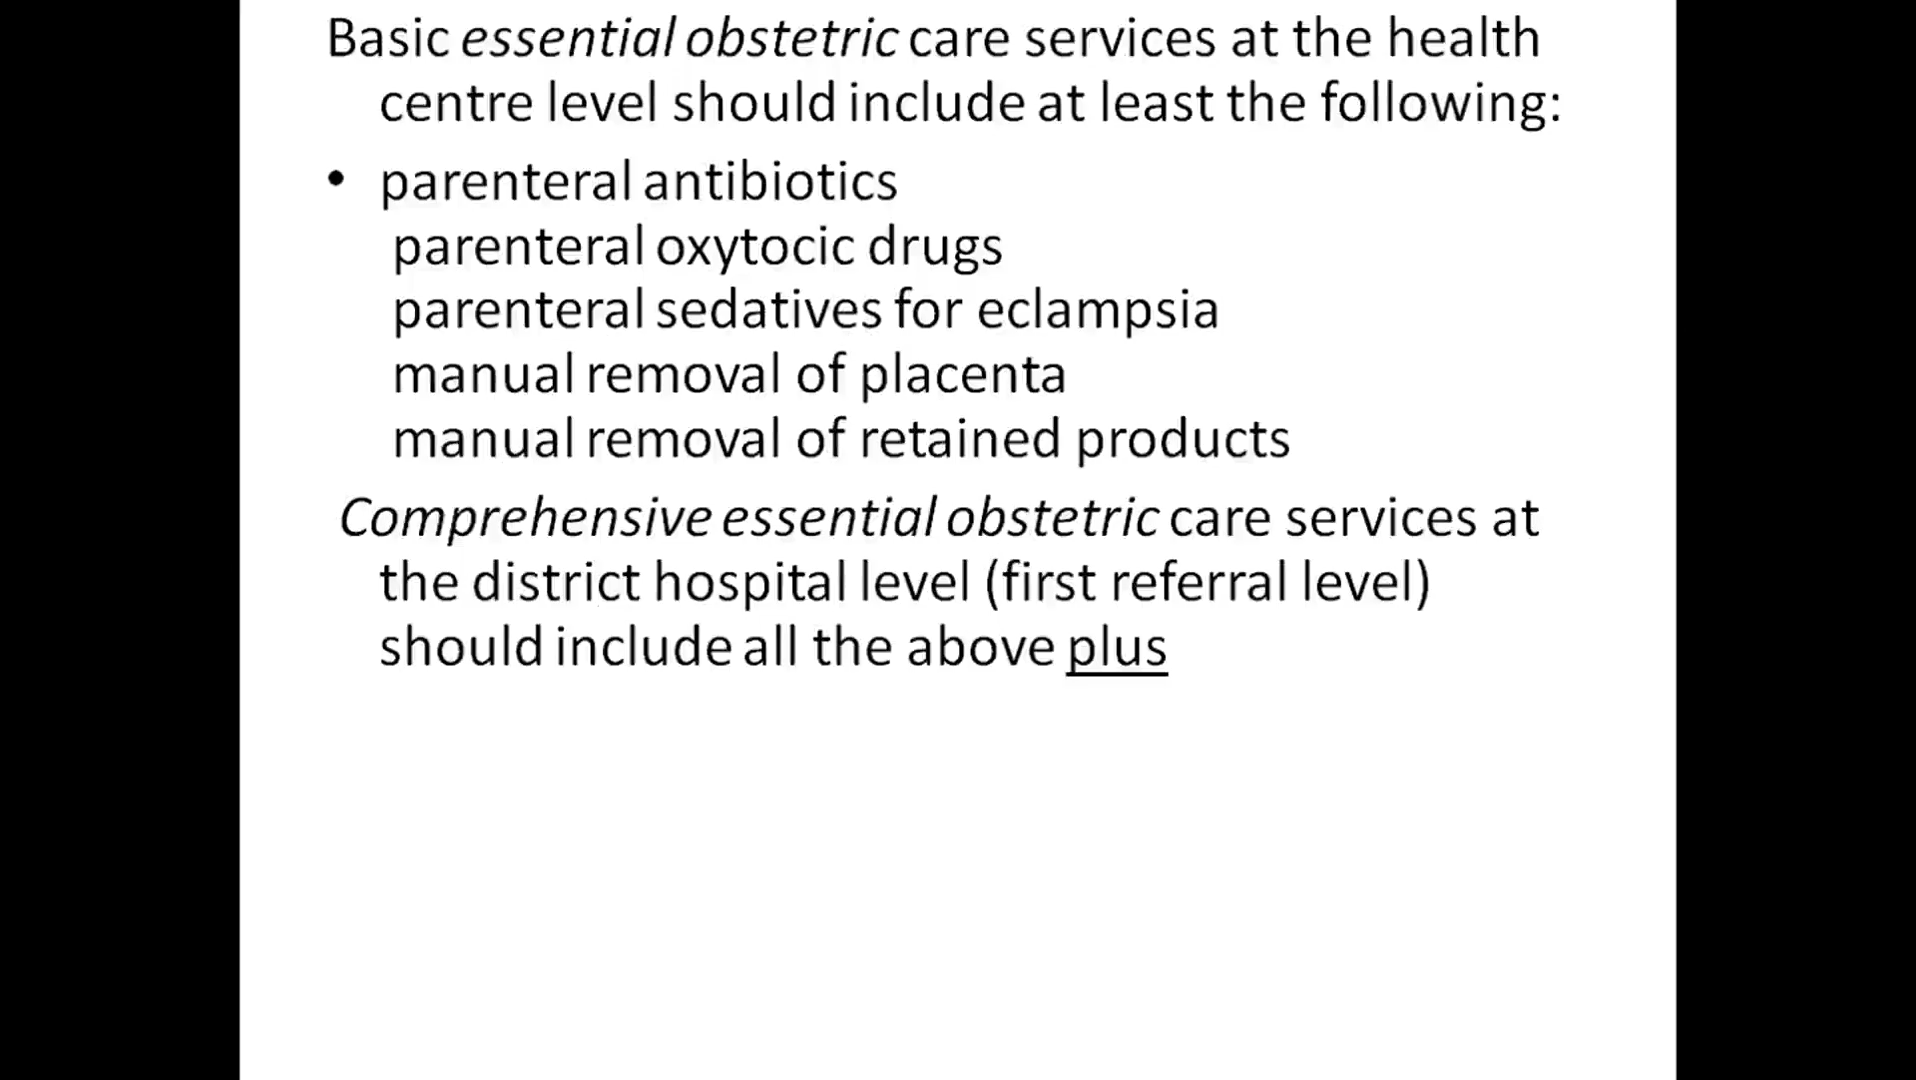 Basic essential obstetric care services at the health
centre level should include at least the following:
• parenteral antibiotics
parenteral oxytocic drugs
parenteral sedatives for eclampsia
manual removal of placenta
manual removal of retained products
Comprehensive essential obstetric care services at
the district hospital level (first referral level)
should include all the above plus